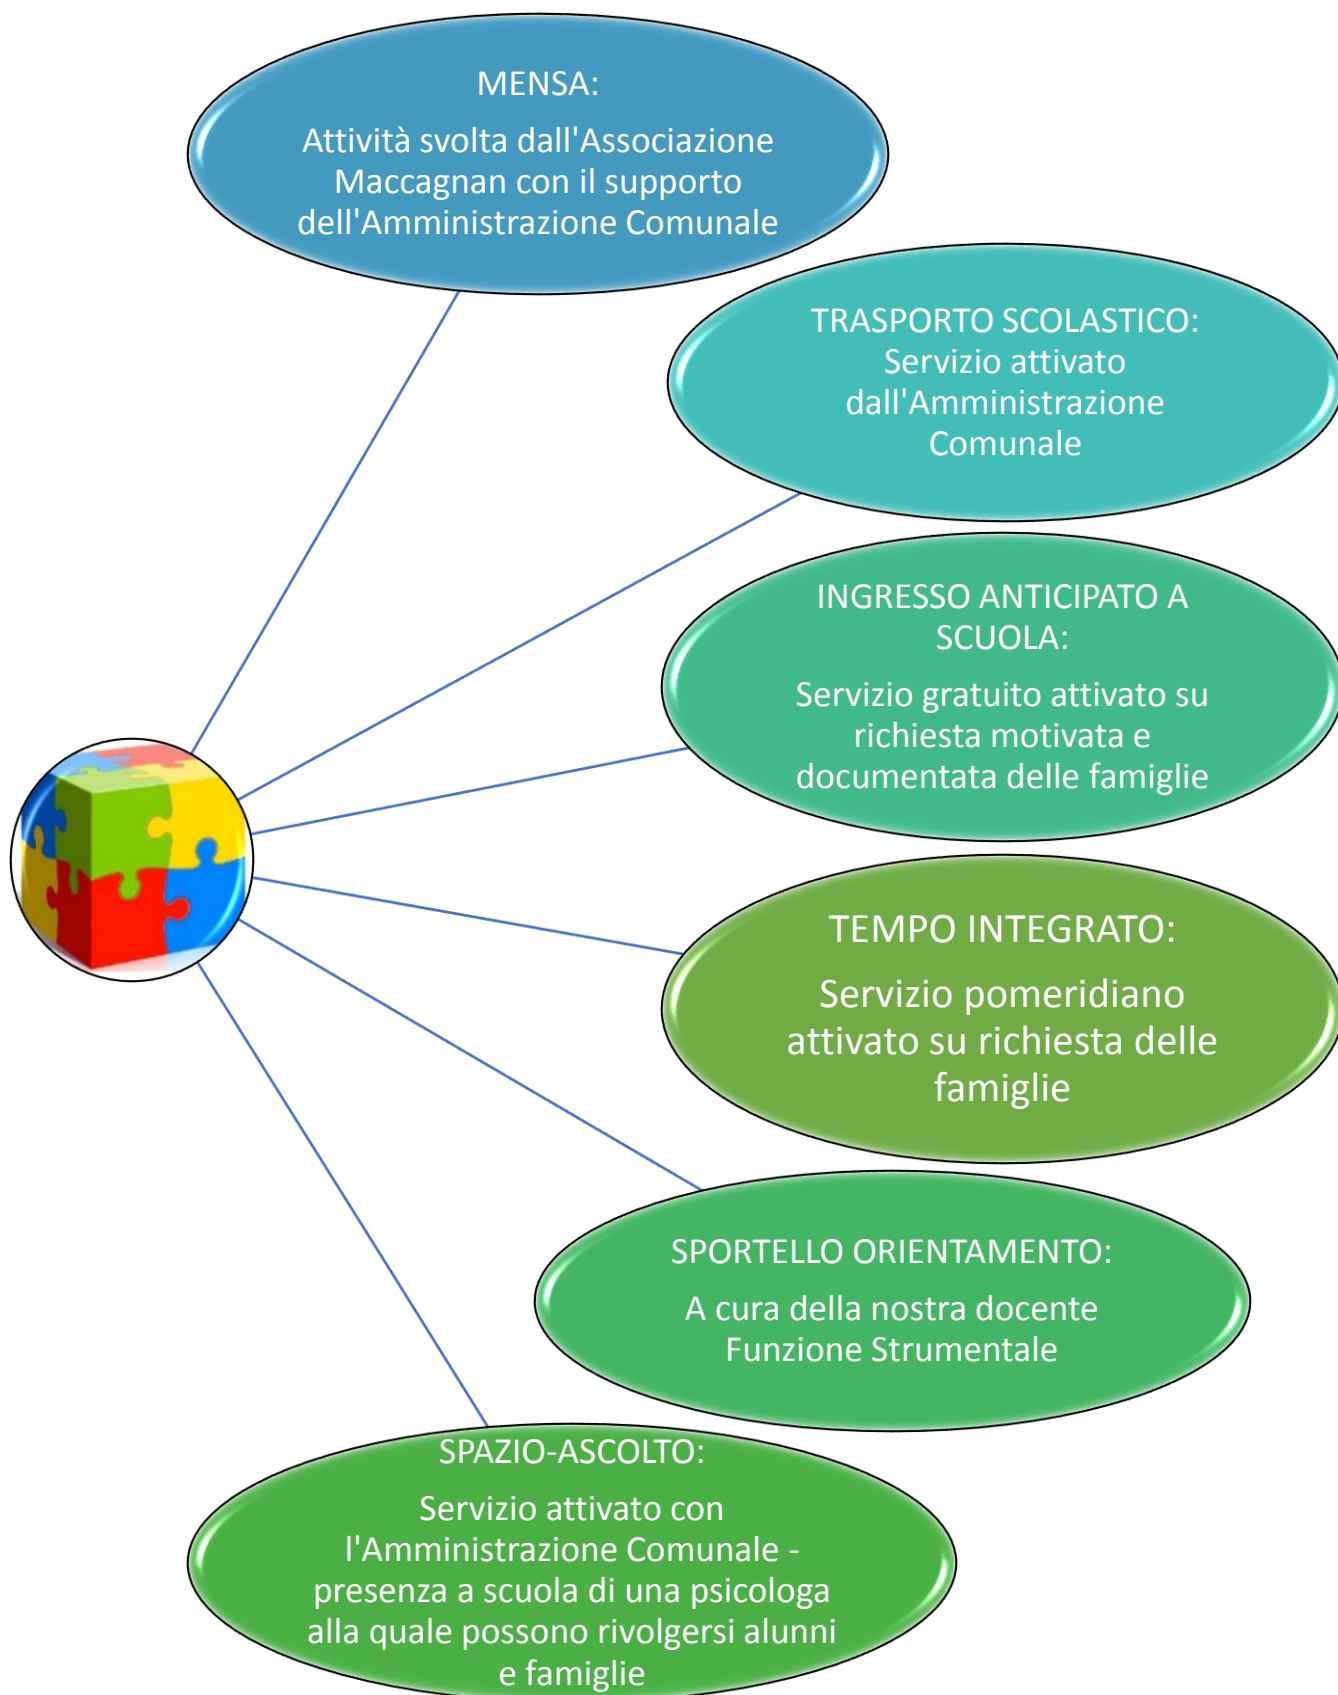 MENSA:
Attività svolta dall'Associazione
Maccagnan con il supporto
dell'Amministrazione Comunale
TRASPORTO SCOLASTICO:
Servizio attivato
dall'Amministrazione
Comunale
INGRESSO ANTICIPATO A
SCUOLA:
Servizio gratuito attivato su
richiesta motivata e
documentata delle famiglie
TEMPO INTEGRATO:
Servizio pomeridiano
attivato su richiesta delle
famiglie
SPORTELLO ORIENTAMENTO:
A cura della nostra docente
Funzione Strumentale
SPAZIO-ASCOLTO:
Servizio attivato con
l'Amministrazione Comunale -
presenza a scuola di una psicologa
alla quale possono rivolgersi alunni
e famiglie